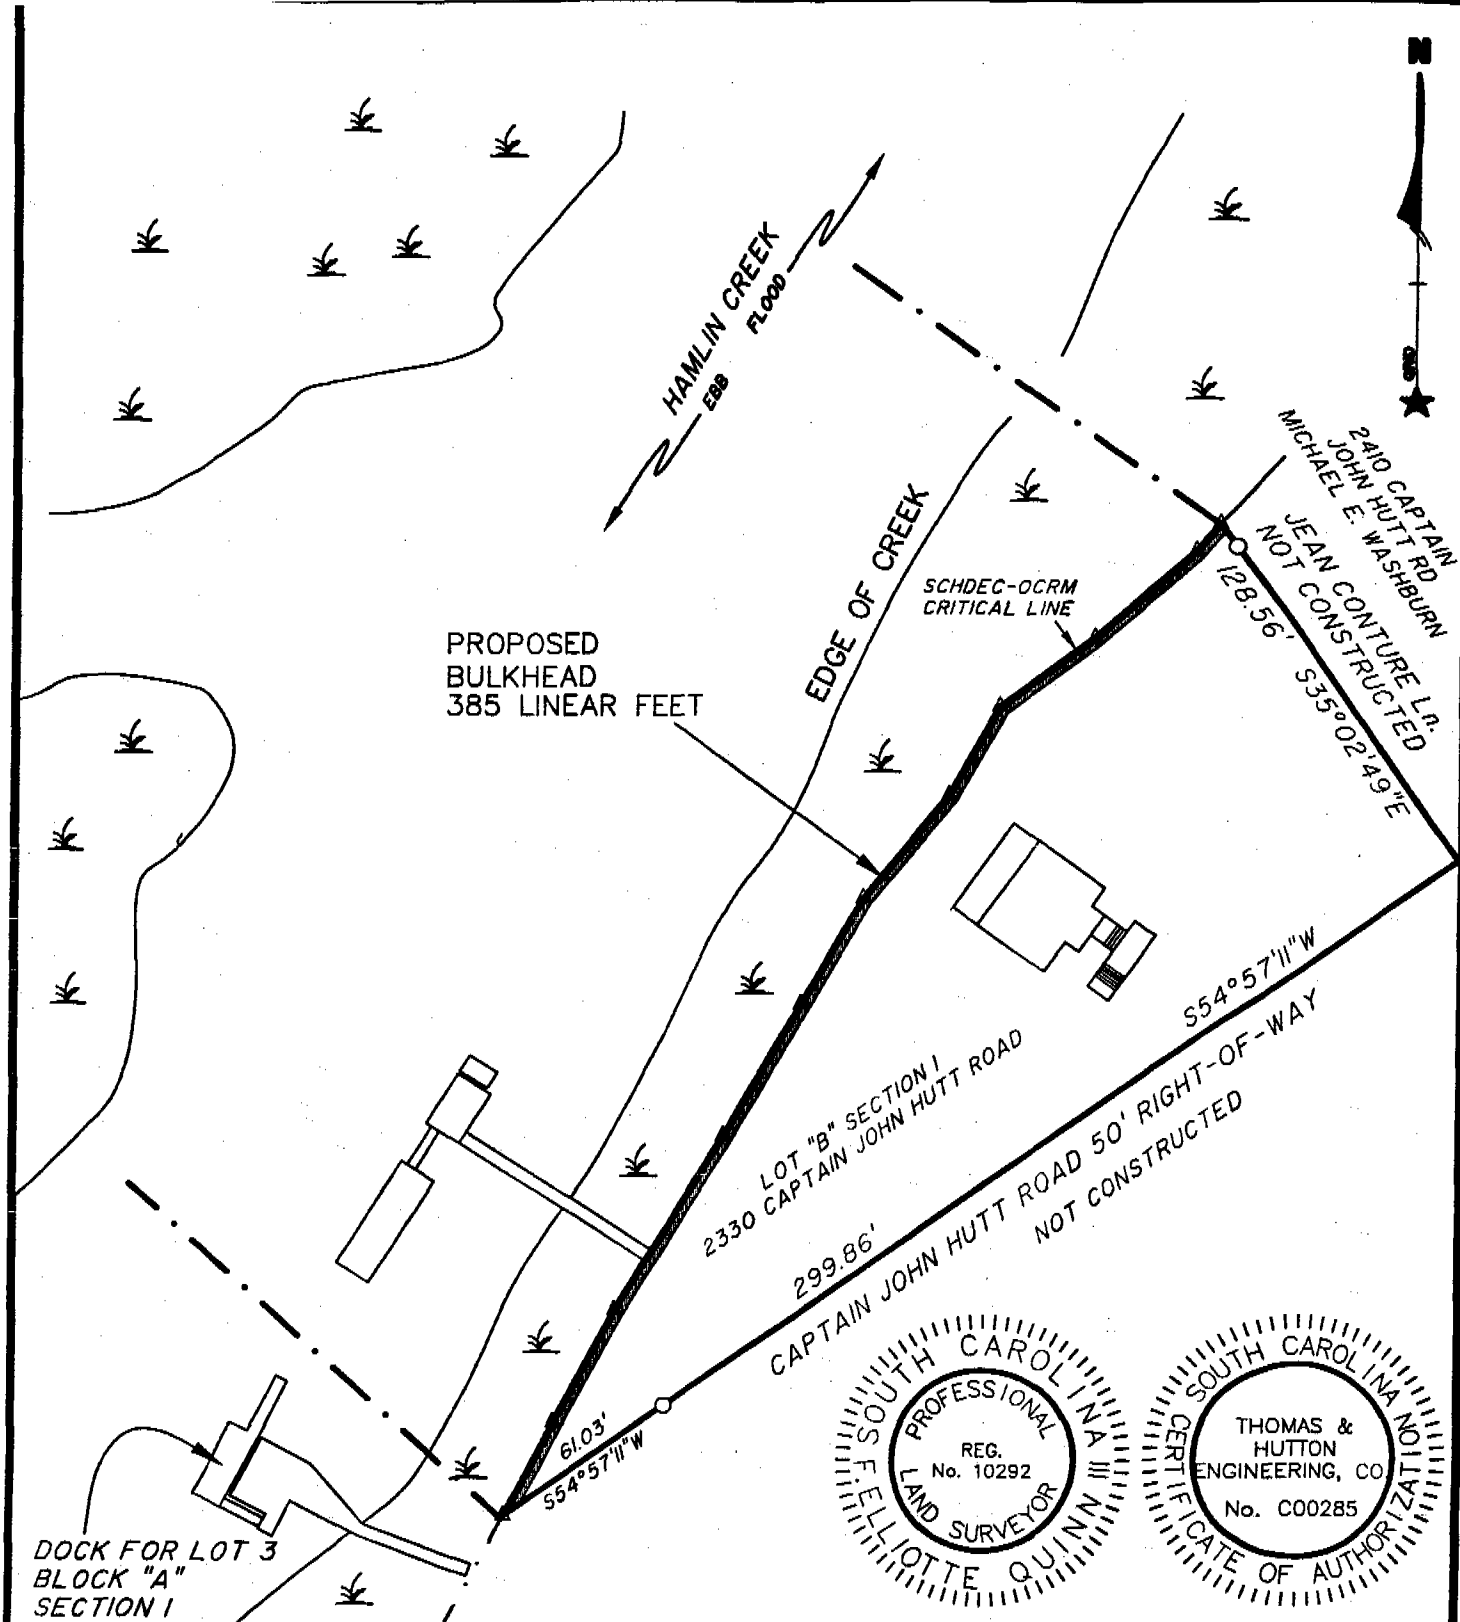 N
HAMLIN CREEK
FLOOD
EBB
2410 CAPTAIN
JOHN HUTT RD
MICHAEL E. WASHBURN
JEAN CONTURE Ln.
NOT CONSTRUCTED
128.56' S35°02'49"E
EDGE OF CREEK
SCHDEC-OCRM
CRITICAL LINE
PROPOSED
BULKHEAD
385 LINEAR FEET
S54°57'11"W
LOT "B" SECTION 1
2330 CAPTAIN JOHN HUTT ROAD
299.86'
CAPTAIN JOHN HUTT ROAD 50' RIGHT-OF-WAY
NOT CONSTRUCTED
61.03'
S54°57'11"W
DOCK FOR LOT 3
BLOCK "A"
SECTION 1
SOUTH CAROLINA
PROFESSIONAL
REG.
No. 10292
LAND SURVEYOR
F. ELLIOTTE QUINN III
SOUTH CAROLINA
THOMAS &
HUTTON
ENGINEERING, CO
No. C00285
CERTIFICATE OF AUTHORIZATION